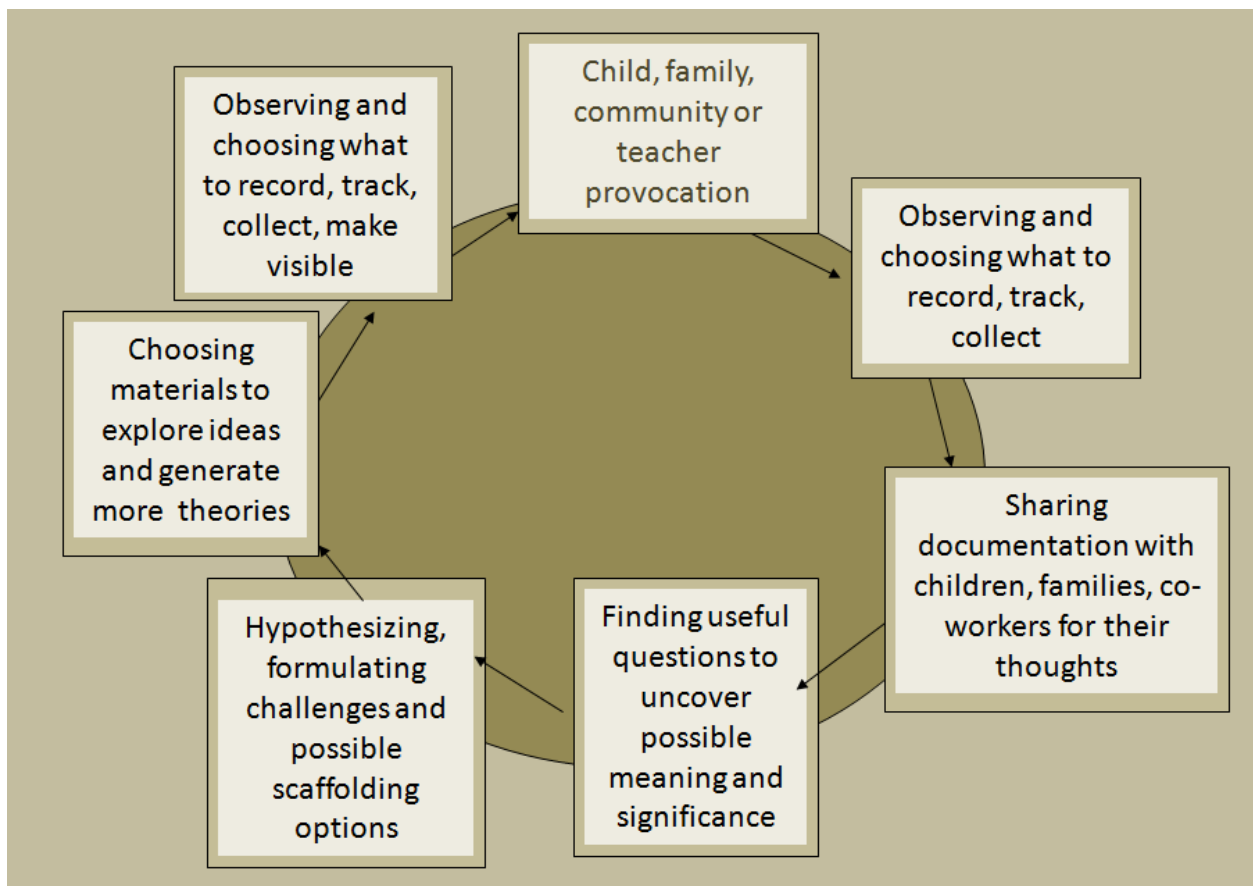 Child, family,
community or
teacher
provocation
Observing and
choosing what to
record, track,
collect
Sharing
documentation with
children, families, co-
workers for their
thoughts
Finding useful
questions to
uncover
possible
meaning and
significance
Hypothesizing,
formulating
challenges and
possible
scaffolding
options
Choosing
materials to
explore ideas
and generate
more theories
Observing and
choosing what
to record, track,
collect, make
visible